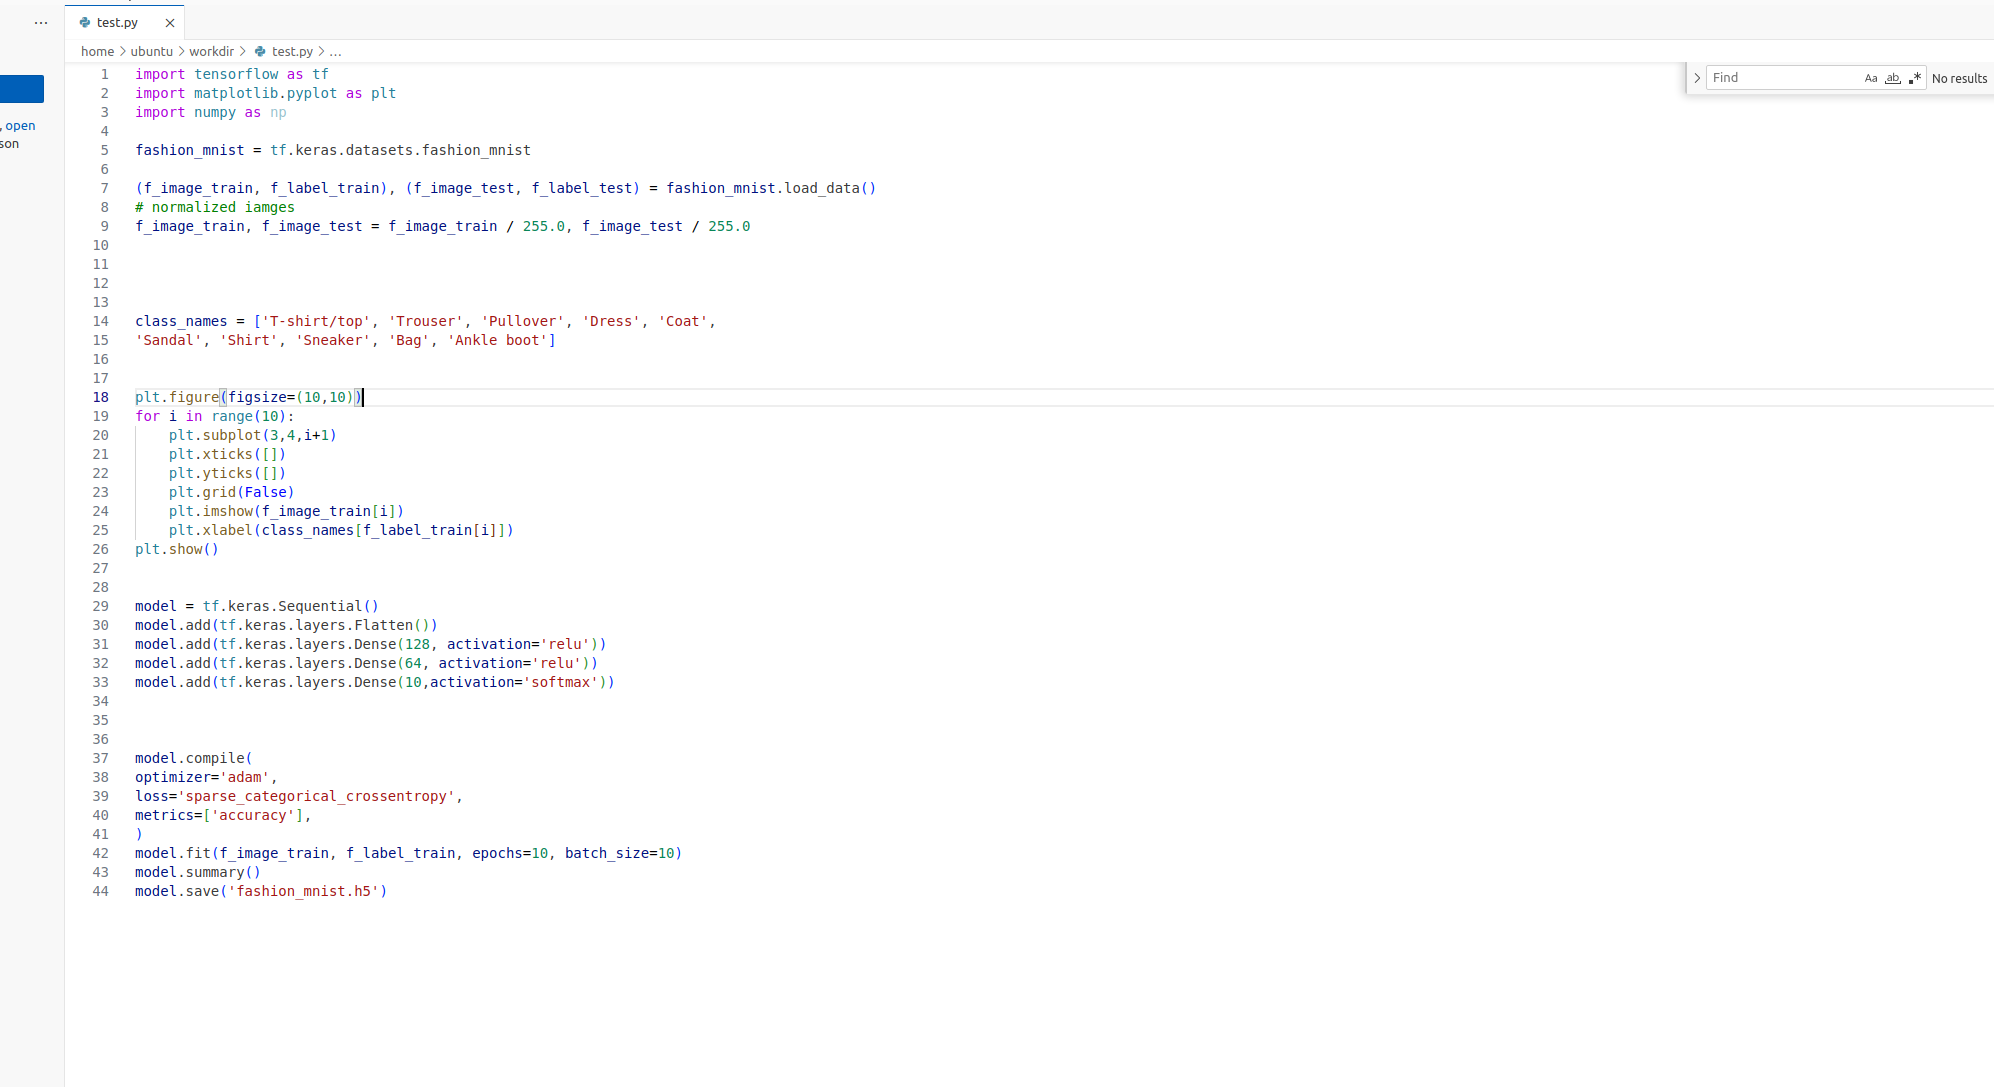 ···
test.py
home > ubuntu > workdir > test.py > ...
Find Aa ab .* No results
, open
son
1 import tensorflow as tf
2 import matplotlib.pyplot as plt
3 import numpy as np
4
5 fashion_mnist = tf.keras.datasets.fashion_mnist
6
7 (f_image_train, f_label_train), (f_image_test, f_label_test) = fashion_mnist.load_data()
8 # normalized iamges
9 f_image_train, f_image_test = f_image_train / 255.0, f_image_test / 255.0
10
11
12
13
14 class_names = ['T-shirt/top', 'Trouser', 'Pullover', 'Dress', 'Coat',
15 'Sandal', 'Shirt', 'Sneaker', 'Bag', 'Ankle boot']
16
17
18 plt.figure(figsize=(10,10))
19 for i in range(10):
20     plt.subplot(3,4,i+1)
21     plt.xticks([])
22     plt.yticks([])
23     plt.grid(False)
24     plt.imshow(f_image_train[i])
25     plt.xlabel(class_names[f_label_train[i]])
26 plt.show()
27
28
29 model = tf.keras.Sequential()
30 model.add(tf.keras.layers.Flatten())
31 model.add(tf.keras.layers.Dense(128, activation='relu'))
32 model.add(tf.keras.layers.Dense(64, activation='relu'))
33 model.add(tf.keras.layers.Dense(10,activation='softmax'))
34
35
36
37 model.compile(
38 optimizer='adam',
39 loss='sparse_categorical_crossentropy',
40 metrics=['accuracy'],
41 )
42 model.fit(f_image_train, f_label_train, epochs=10, batch_size=10)
43 model.summary()
44 model.save('fashion_mnist.h5')